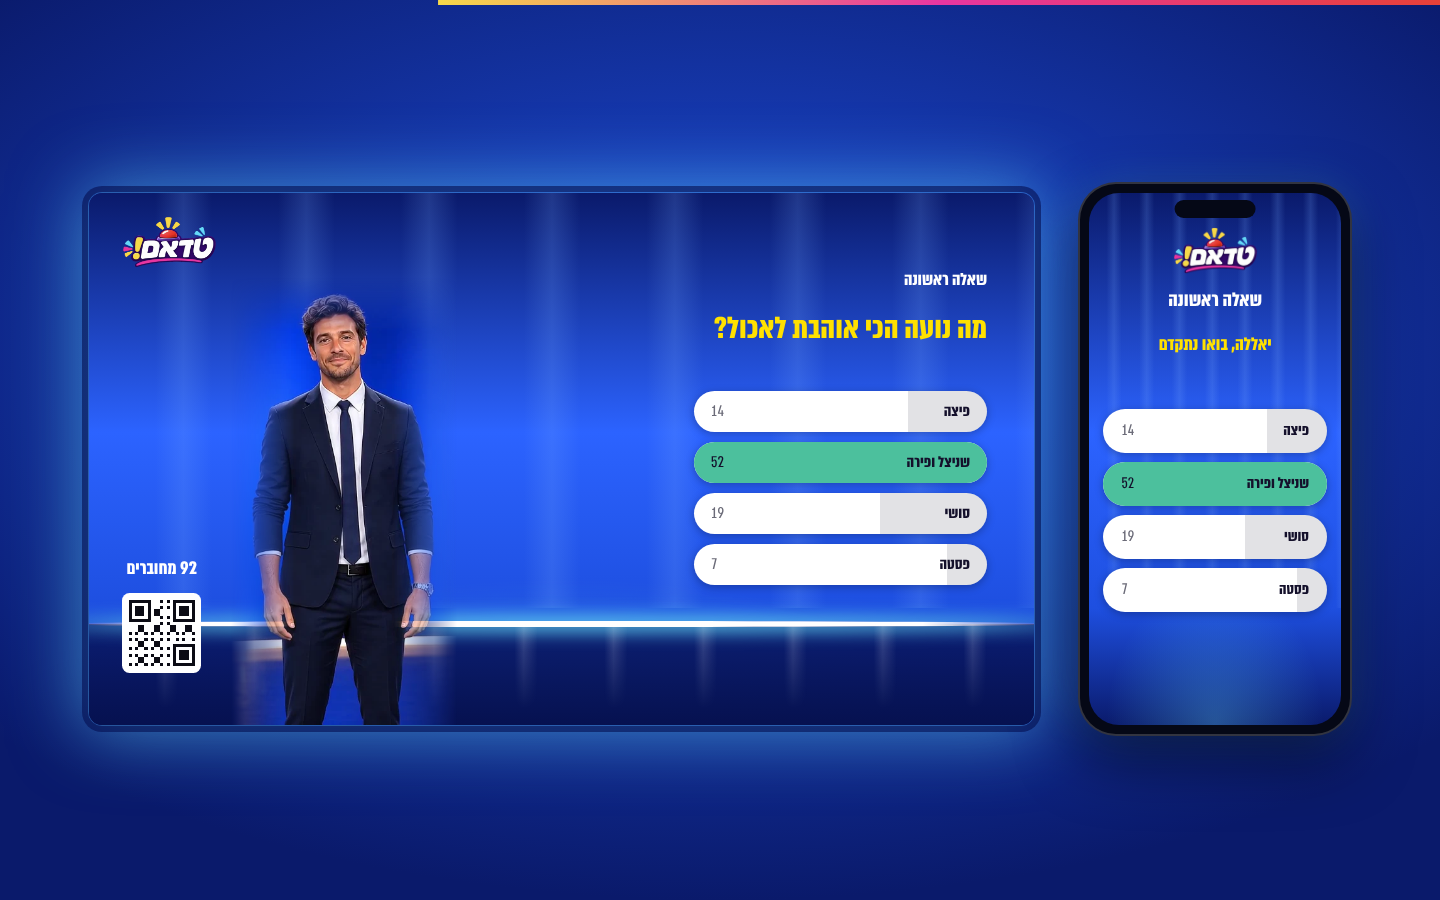 טדאם!
שאלה ראשונה
מה נועה הכי אוהבת לאכול?
פיצה 14
שניצל ופירה 52
סושי 19
פסטה 7
92 מחוברים
טדאם!
שאלה ראשונה
יאללה, בואו נתקדם
פיצה 14
שניצל ופירה 52
סושי 19
פסטה 7